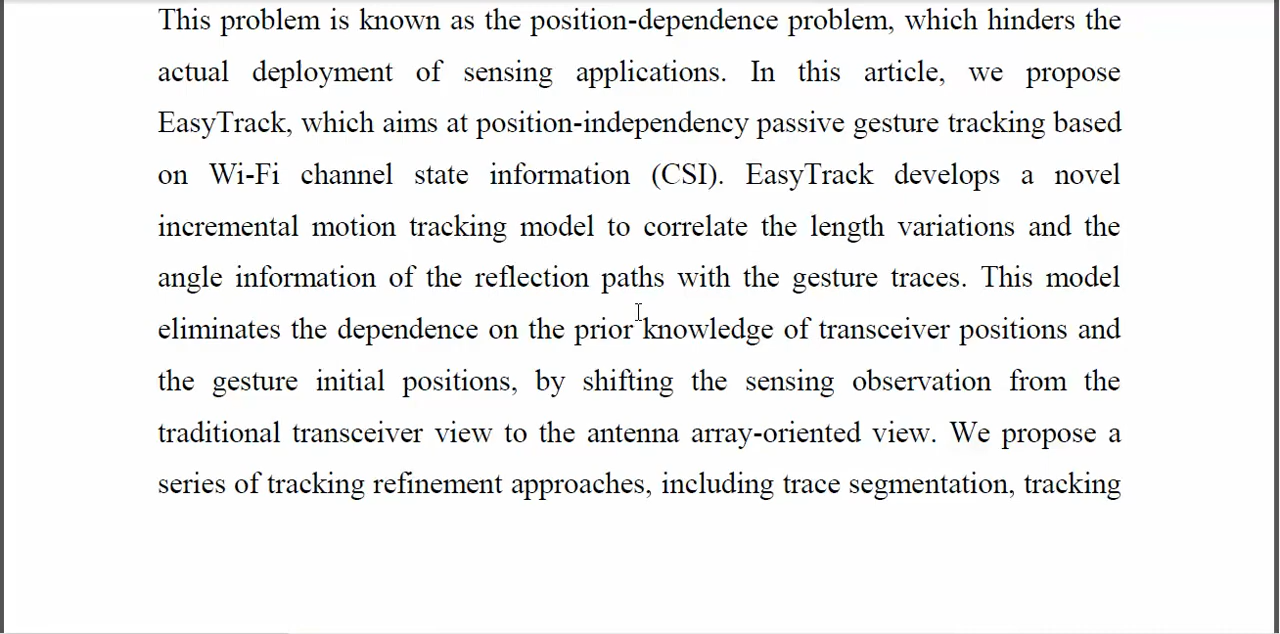 This problem is known as the position-dependence problem, which hinders the
actual deployment of sensing applications. In this article, we propose
EasyTrack, which aims at position-independency passive gesture tracking based
on Wi-Fi channel state information (CSI). EasyTrack develops a novel
incremental motion tracking model to correlate the length variations and the
angle information of the reflection paths with the gesture traces. This model
eliminates the dependence on the prior knowledge of transceiver positions and
the gesture initial positions, by shifting the sensing observation from the
traditional transceiver view to the antenna array-oriented view. We propose a
series of tracking refinement approaches, including trace segmentation, tracking